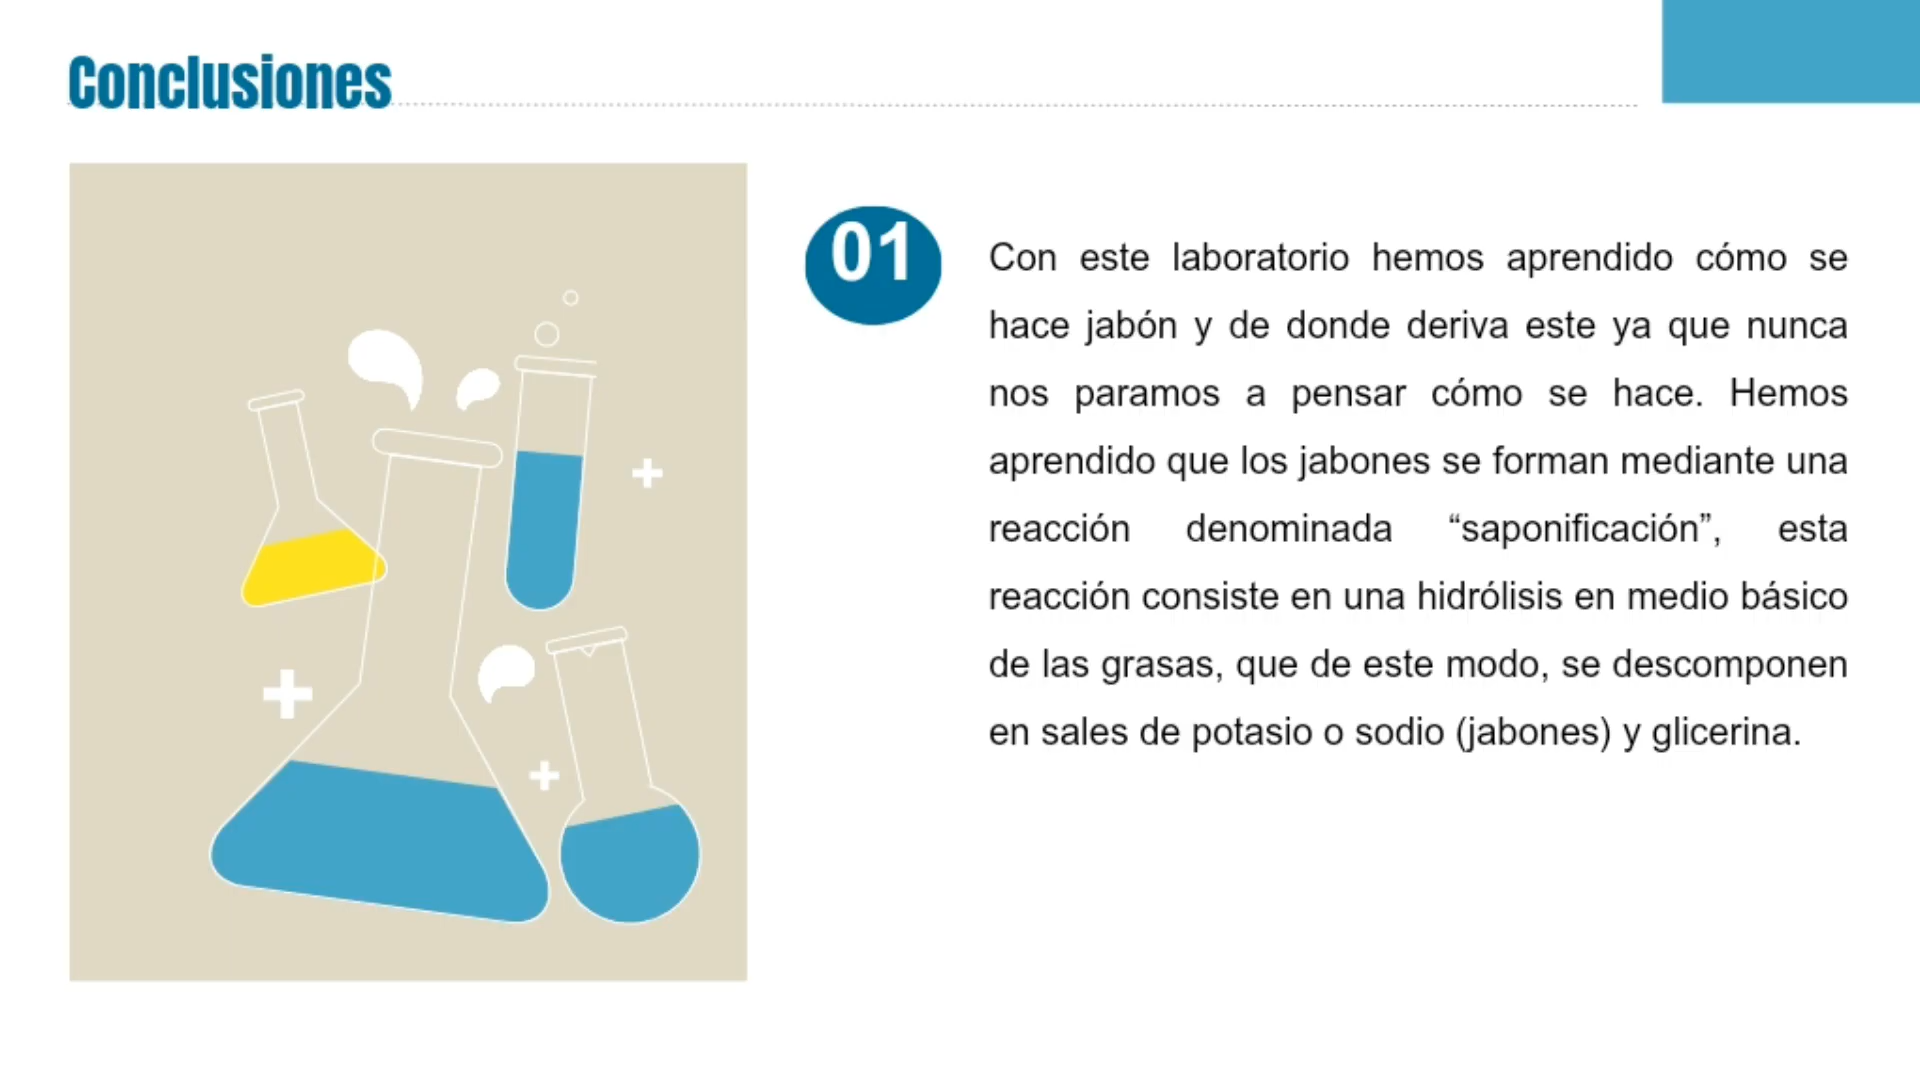 Conclusiones
01
Con este laboratorio hemos aprendido cómo se
hace jabón y de donde deriva este ya que nunca
nos paramos a pensar cómo se hace. Hemos
aprendido que los jabones se forman mediante una
reacción denominada “saponificación”, esta
reacción consiste en una hidrólisis en medio básico
de las grasas, que de este modo, se descomponen
en sales de potasio o sodio (jabones) y glicerina.